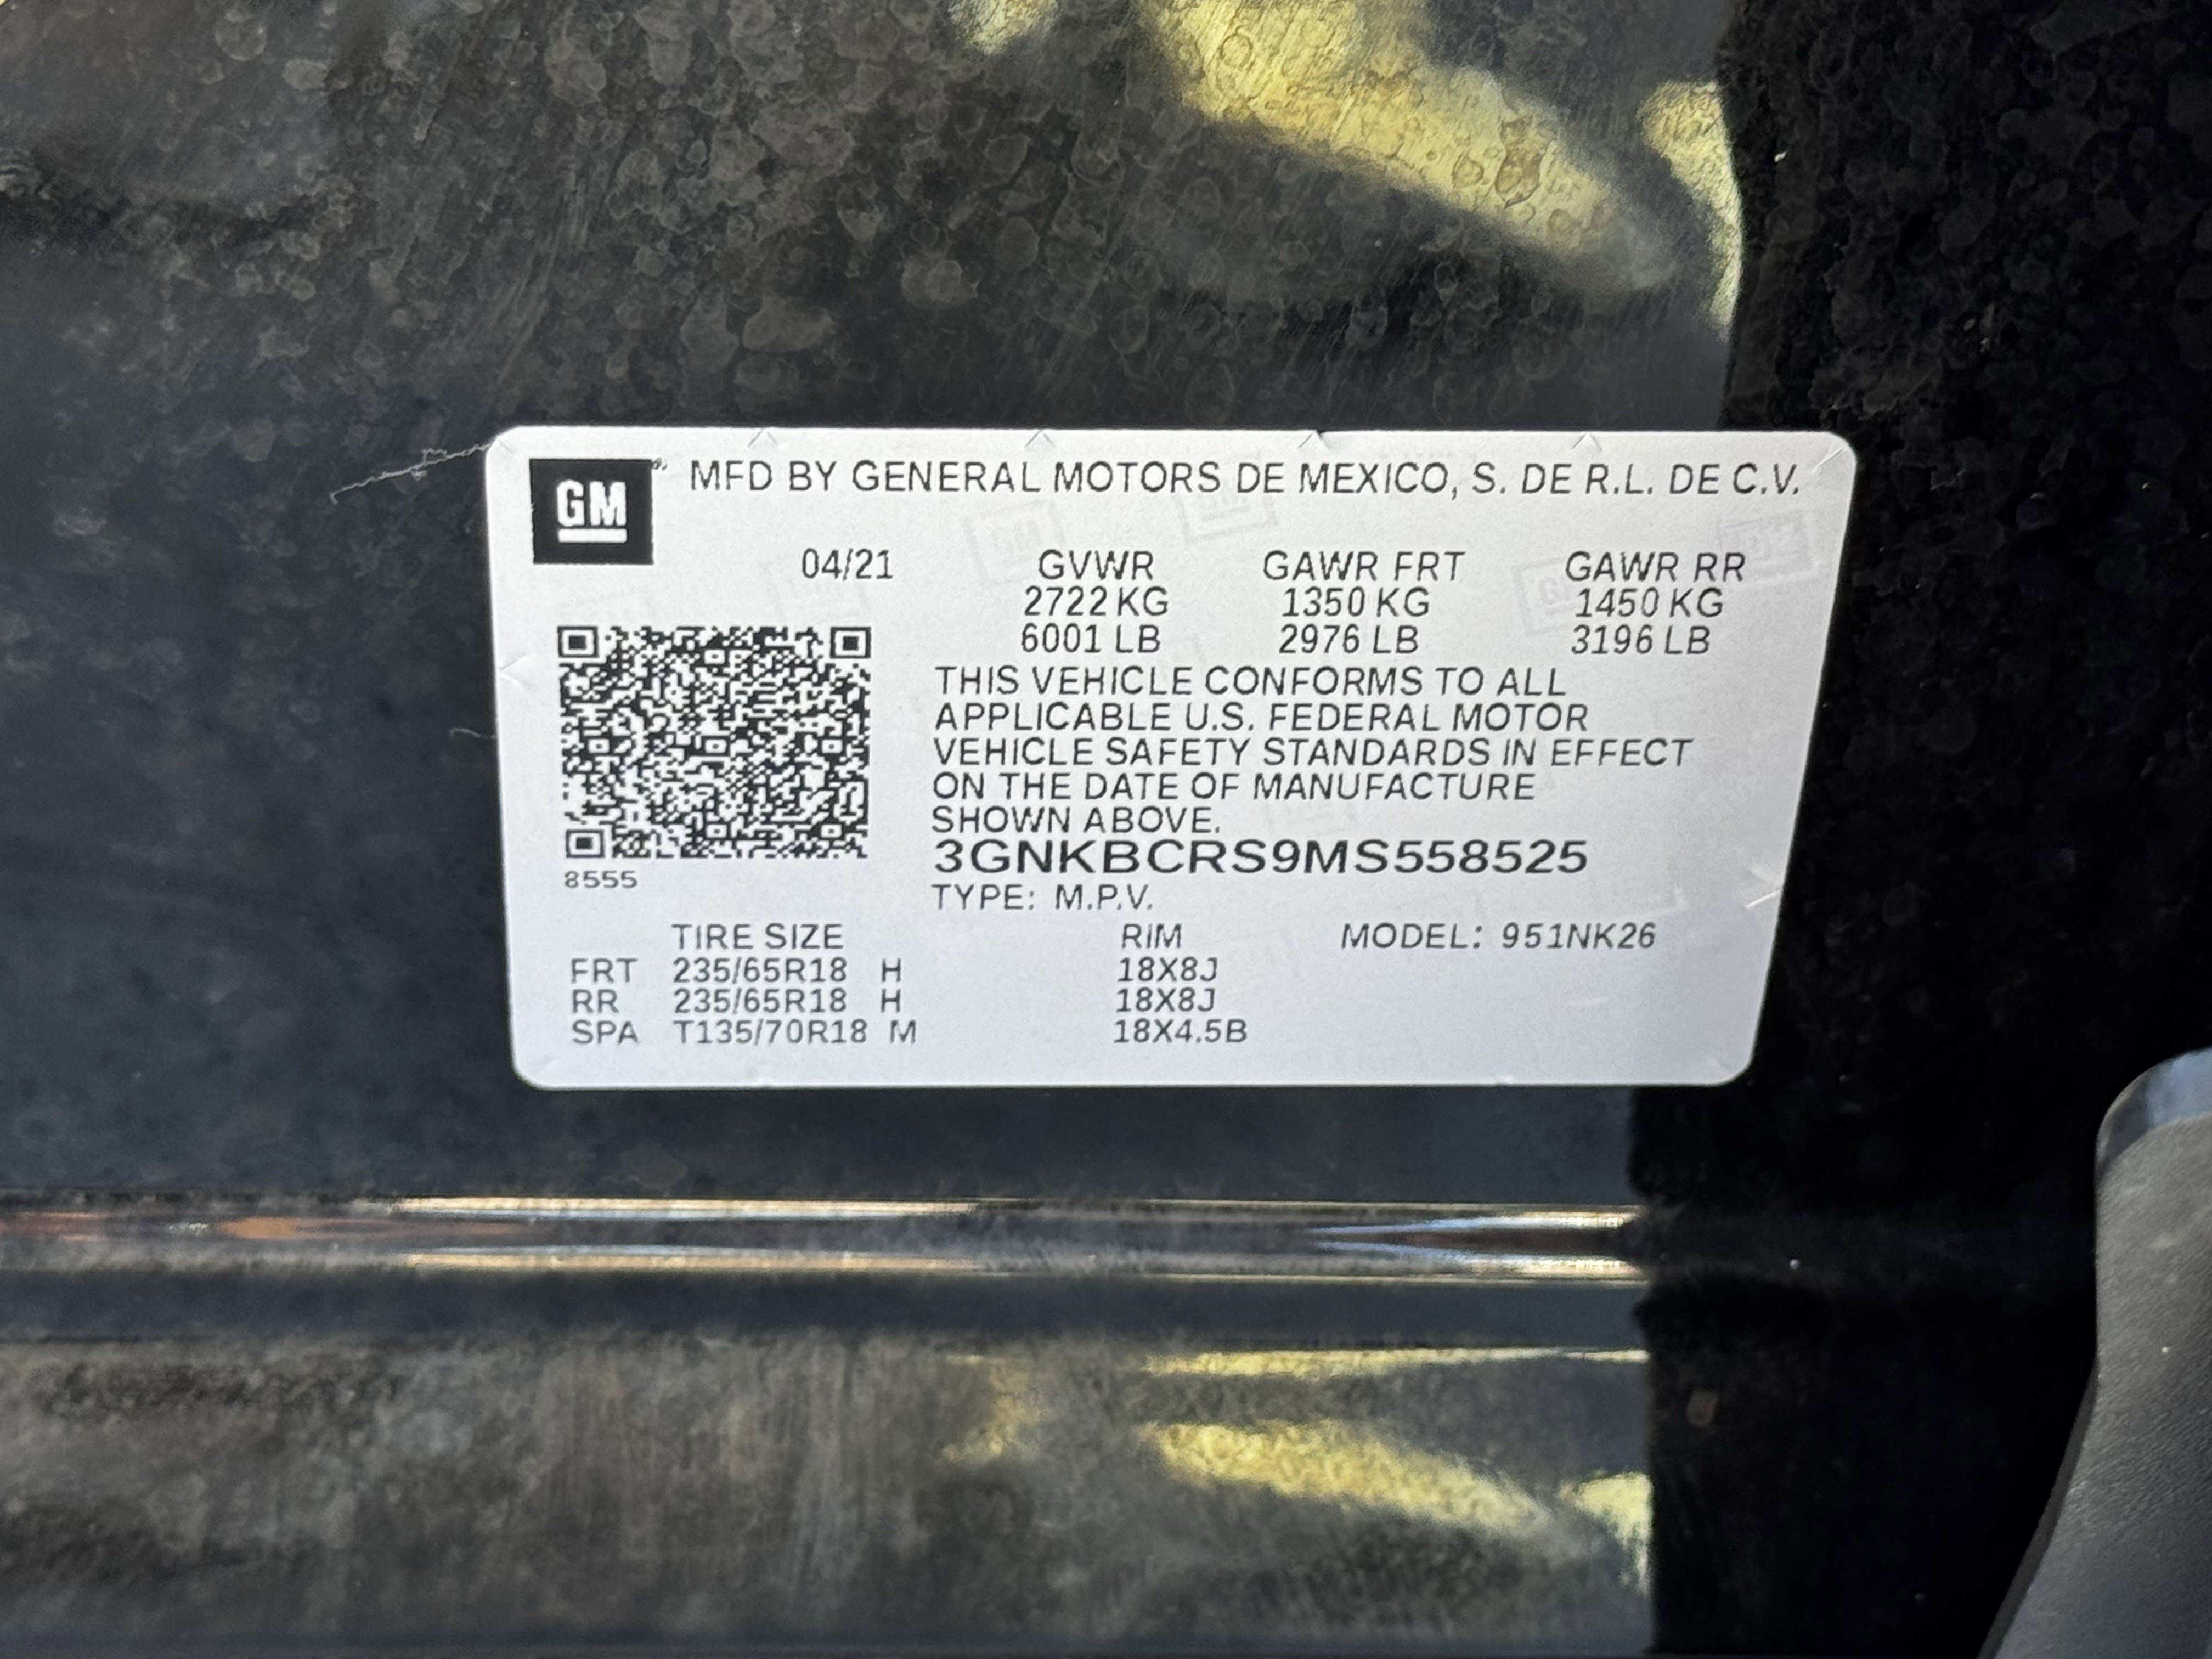 GM MFD BY GENERAL MOTORS DE MEXICO, S. DE R.L. DE C.V.
04/21 GVWR GAWR FRT GAWR RR
2722 KG 1350 KG 1450 KG
6001 LB 2976 LB 3196 LB
THIS VEHICLE CONFORMS TO ALL
APPLICABLE U.S. FEDERAL MOTOR
VEHICLE SAFETY STANDARDS IN EFFECT
ON THE DATE OF MANUFACTURE
SHOWN ABOVE.
3GNKBCRS9MS558525
8555
TYPE: M.P.V.
TIRE SIZE RIM MODEL: 951NK26
FRT 235/65R18 H 18X8J
RR 235/65R18 H 18X8J
SPA T135/70R18 M 18X4.5B